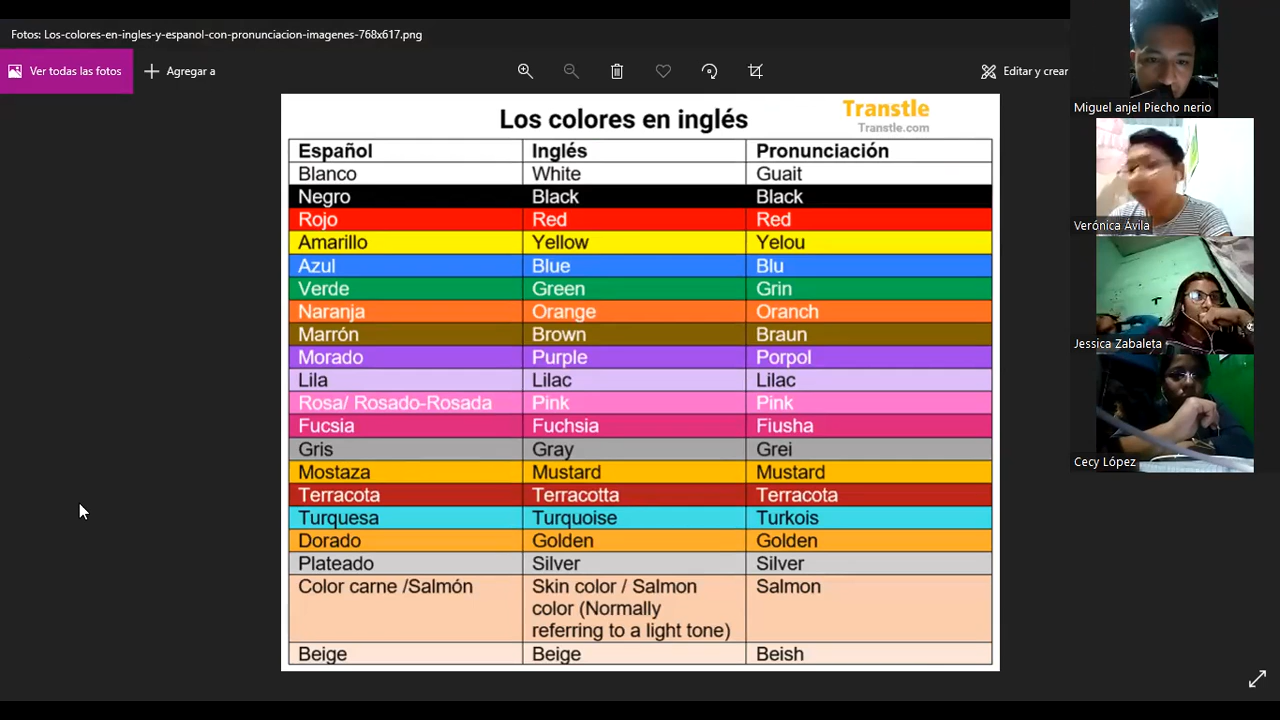 Fotos: Los-colores-en-ingles-y-espanol-con-pronunciacion-imagenes-768x617.png
Ver todas las fotos
Agregar a
Editar y crear
Los colores en inglés
Transtle
Transtle.com
Español Inglés Pronunciación
Blanco White Guait
Negro Black Black
Rojo Red Red
Amarillo Yellow Yelou
Azul Blue Blu
Verde Green Grin
Naranja Orange Oranch
Marrón Brown Braun
Morado Purple Porpol
Lila Lilac Lilac
Rosa/ Rosado-Rosada Pink Pink
Fucsia Fuchsia Fiusha
Gris Gray Grei
Mostaza Mustard Mustard
Terracota Terracotta Terracota
Turquesa Turquoise Turkois
Dorado Golden Golden
Plateado Silver Silver
Color carne /Salmón Skin color / Salmon Salmon
color (Normally
referring to a light tone)
Beige Beige Beish
Miguel anjel Piecho nerio
Verónica Ávila
Jessica Zabaleta
Cecy López